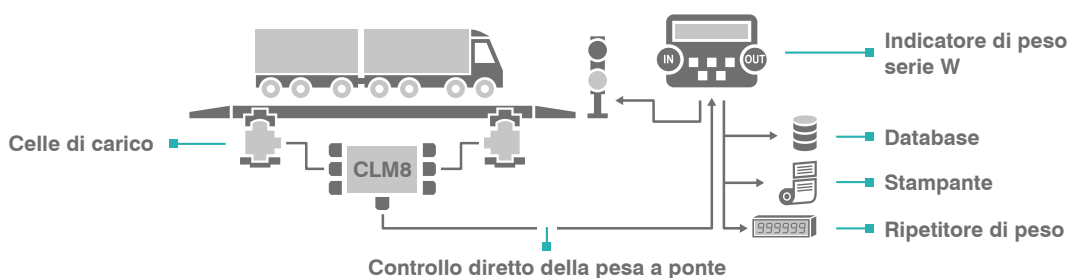 IN
OUT
Indicatore di peso
serie W
Celle di carico
CLM8
Database
Stampante
999999
Ripetitore di peso
Controllo diretto della pesa a ponte